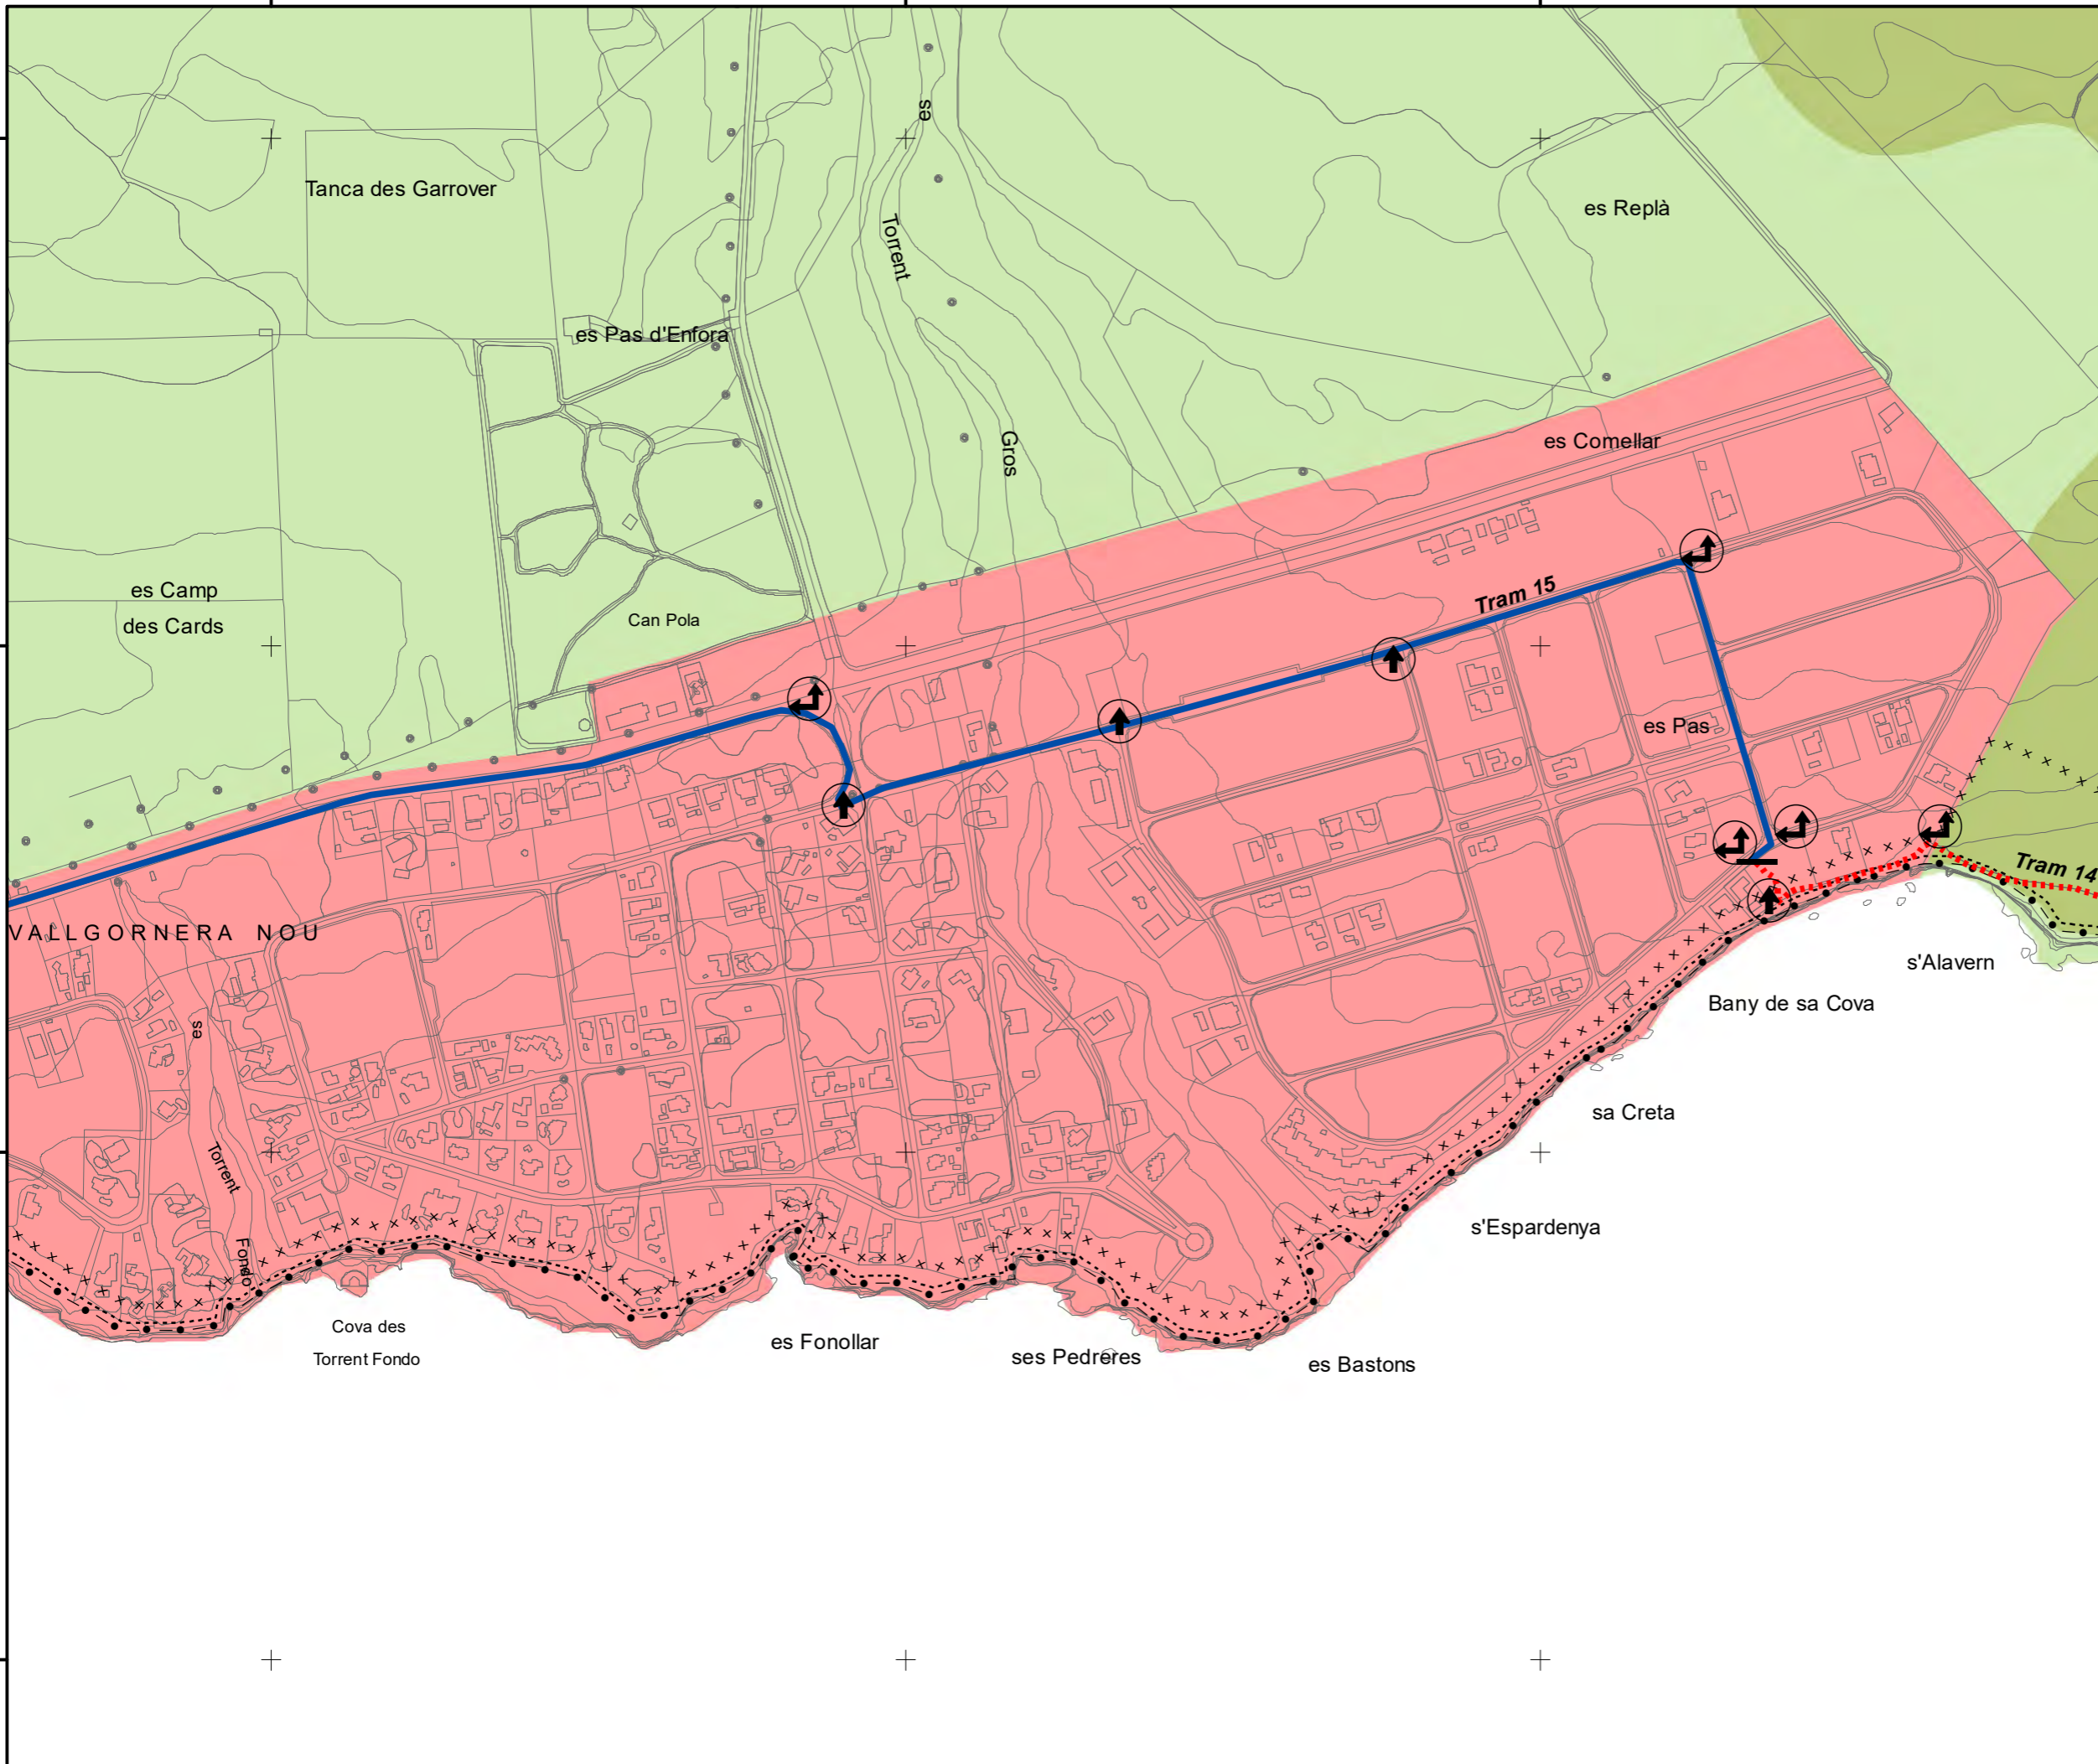 es
Tanca des Garrover
es Replà
Torrent
es Pas d'Enfora
es Comellar
Gros
es Camp
des Cards
Can Pola
Tram 15
es Pas
Tram 14
VALLGORNERA NOU
s'Alavern
Bany de sa Cova
es
sa Creta
Torrent
s'Espardenya
Fondo
Cova des
Torrent Fondo
es Fonollar
ses Pedreres
es Bastons